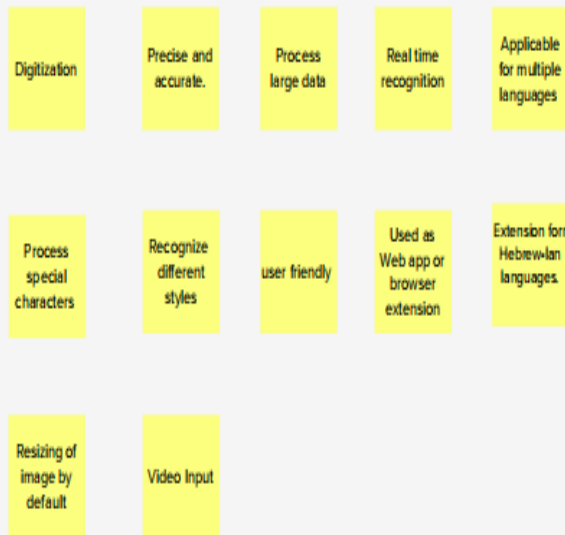 Digitization
Precise and
accurate.
Process
large data
Real time
recognition
Applicable
for multiple
languages
Process
special
characters
Recognize
different
styles
user friendly
Used as
Web app or
browser
extension
Extension for
Hebrew-lan
languages.
Resizing of
image by
default
Video Input